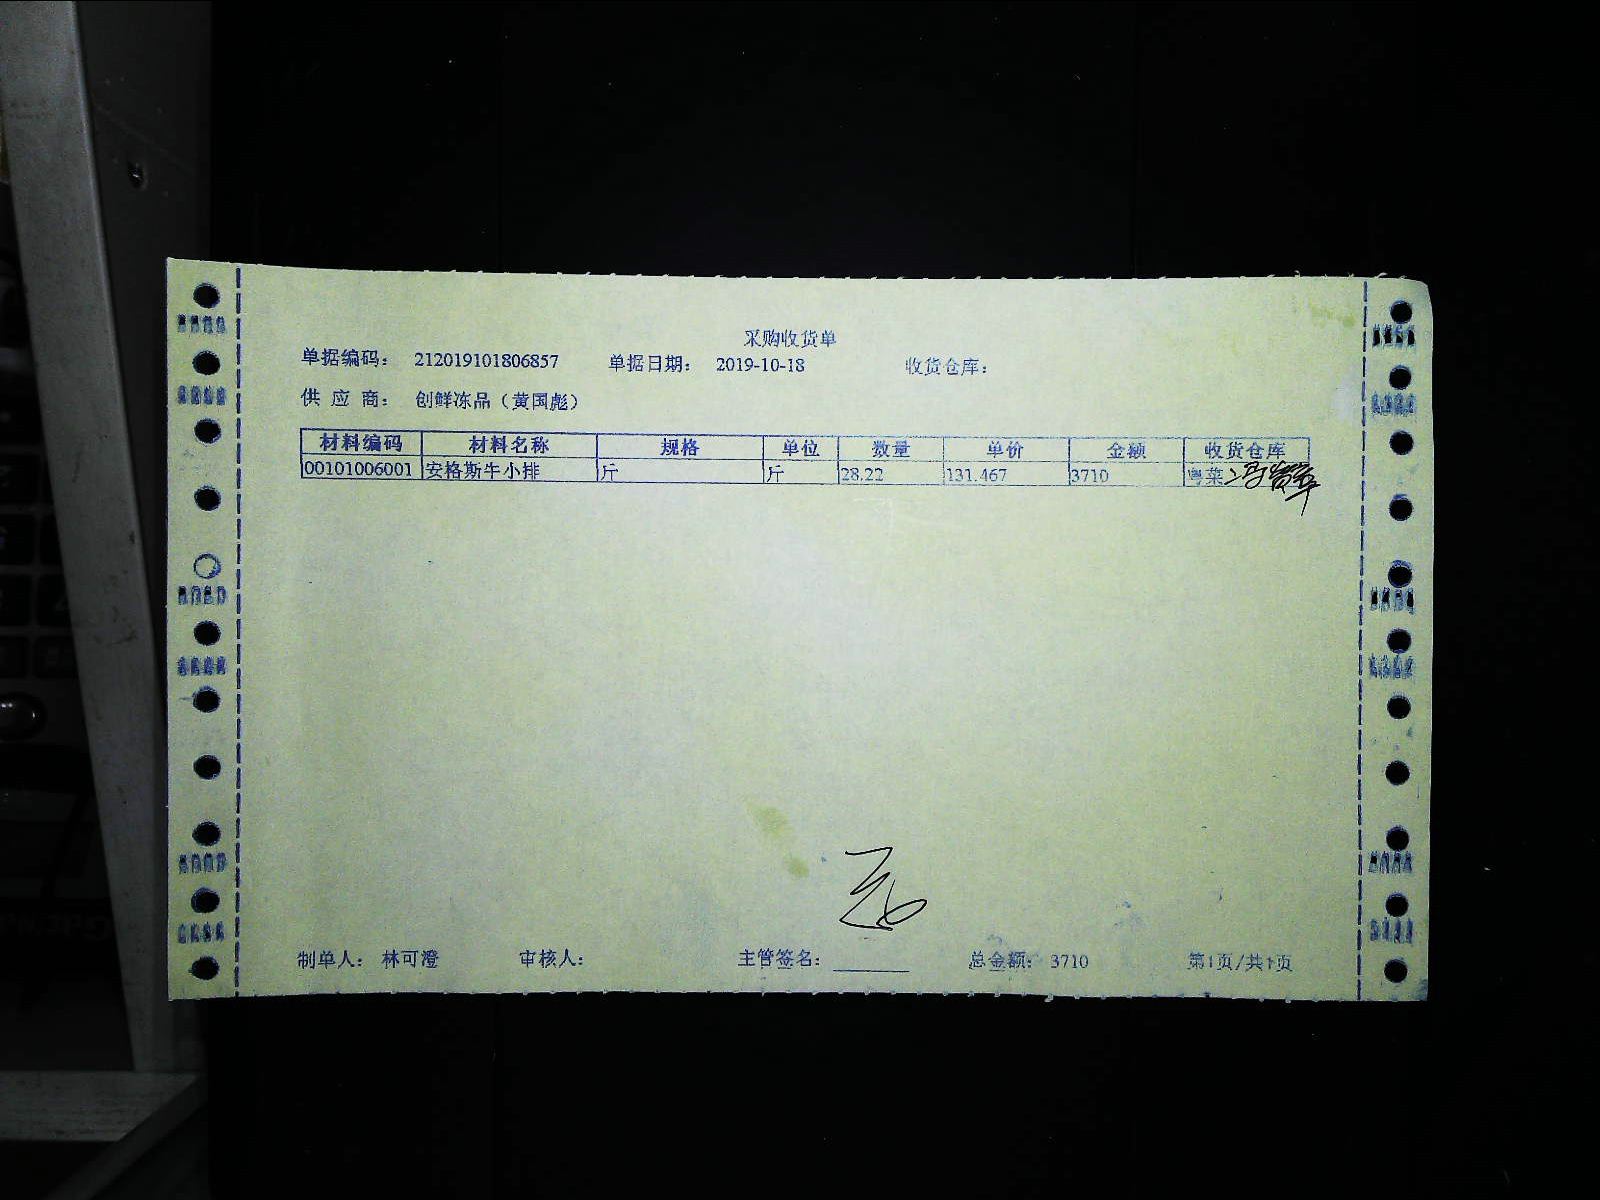 采购收货单
单据编码： 212019101806857 单据日期： 2019-10-18 收货仓库：
供 应 商： 创鲜冻品（黄国彪）
材料编码 材料名称 规格 单位 数量 单价 金额 收货仓库
00101006001 安格斯牛小排 斤 斤 28.22 131.467 3710 粤菜
制单人： 林可澄 审核人： 主管签名： 总金额： 3710 第1页/共1页